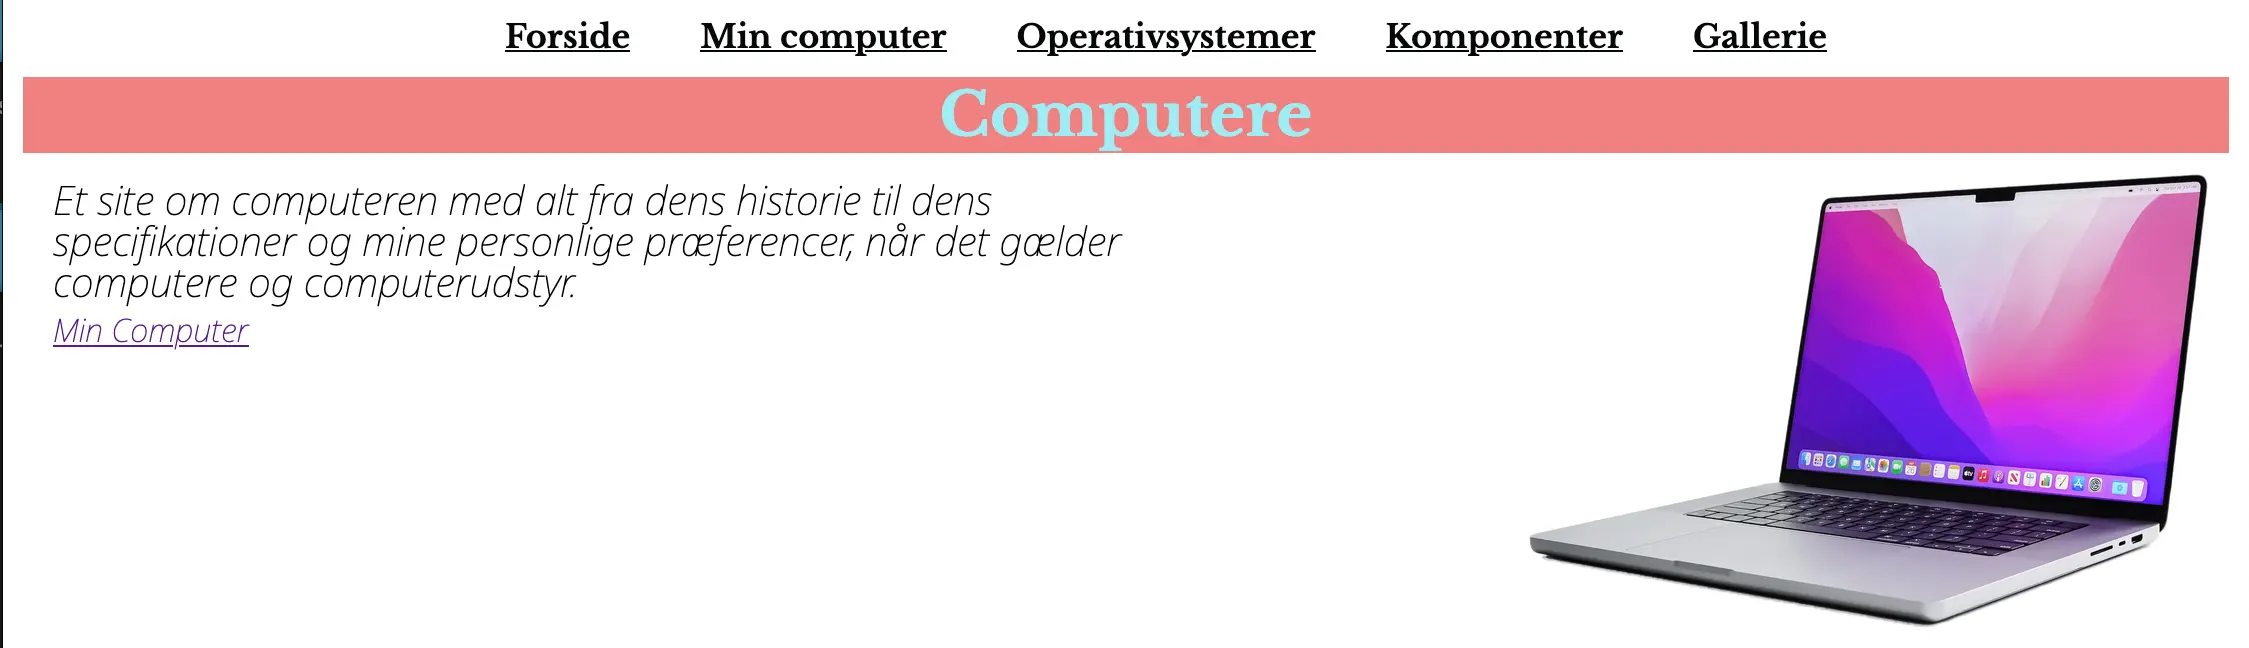 Forside Min computer Operativsystemer Komponenter Gallerie
Computere
Et site om computeren med alt fra dens historie til dens
specifikationer og mine personlige præferencer, når det gælder
computere og computerudstyr.
Min Computer